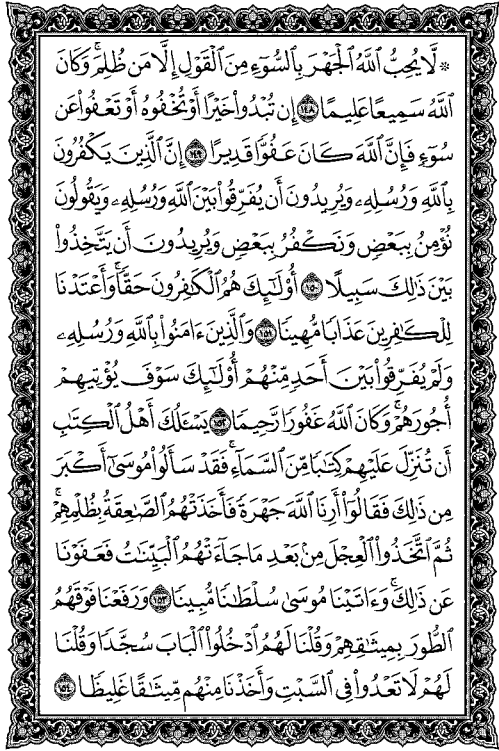 ۞ لَّا يُحِبُّ ٱللَّهُ ٱلْجَهْرَ بِٱلسُّوٓءِ مِنَ ٱلْقَوْلِ إِلَّا مَن ظُلِمَ ۚ وَكَانَ
ٱللَّهُ سَمِيعًا عَلِيمًا ١٤٨ إِن تُبْدُوا۟ خَيْرًا أَوْ تُخْفُوهُ أَوْ تَعْفُوا۟ عَن
سُوٓءٍ فَإِنَّ ٱللَّهَ كَانَ عَفُوًّا قَدِيرًا ١٤٩ إِنَّ ٱلَّذِينَ يَكْفُرُونَ
بِٱللَّهِ وَرُسُلِهِۦ وَيُرِيدُونَ أَن يُفَرِّقُوا۟ بَيْنَ ٱللَّهِ وَرُسُلِهِۦ وَيَقُولُونَ
نُؤْمِنُ بِبَعْضٍ وَنَكْفُرُ بِبَعْضٍ وَيُرِيدُونَ أَن يَتَّخِذُوا۟
بَيْنَ ذَٰلِكَ سَبِيلًا ١٥٠ أُو۟لَٰٓئِكَ هُمُ ٱلْكَٰفِرُونَ حَقًّا ۚ وَأَعْتَدْنَا
لِلْكَٰفِرِينَ عَذَابًا مُّهِينًا ١٥١ وَٱلَّذِينَ ءَامَنُوا۟ بِٱللَّهِ وَرُسُلِهِۦ
وَلَمْ يُفَرِّقُوا۟ بَيْنَ أَحَدٍ مِّنْهُمْ أُو۟لَٰٓئِكَ سَوْفَ يُؤْتِيهِمْ
أُجُورَهُمْ ۗ وَكَانَ ٱللَّهُ غَفُورًا رَّحِيمًا ١٥٢ يَسْـَٔلُكَ أَهْلُ ٱلْكِتَٰبِ
أَن تُنَزِّلَ عَلَيْهِمْ كِتَٰبًا مِّنَ ٱلسَّمَآءِ ۚ فَقَدْ سَأَلُوا۟ مُوسَىٰٓ أَكْبَرَ
مِن ذَٰلِكَ فَقَالُوٓا۟ أَرِنَا ٱللَّهَ جَهْرَةً فَأَخَذَتْهُمُ ٱلصَّٰعِقَةُ بِظُلْمِهِمْ ۚ
ثُمَّ ٱتَّخَذُوا۟ ٱلْعِجْلَ مِنۢ بَعْدِ مَا جَآءَتْهُمُ ٱلْبَيِّنَٰتُ فَعَفَوْنَا
عَن ذَٰلِكَ ۚ وَءَاتَيْنَا مُوسَىٰ سُلْطَٰنًا مُّبِينًا ١٥٣ وَرَفَعْنَا فَوْقَهُمُ
ٱلطُّورَ بِمِيثَٰقِهِمْ وَقُلْنَا لَهُمُ ٱدْخُلُوا۟ ٱلْبَابَ سُجَّدًا وَقُلْنَا
لَهُمْ لَا تَعْدُوا۟ فِى ٱلسَّبْتِ وَأَخَذْنَا مِنْهُم مِّيثَٰقًا غَلِيظًا ١٥٤